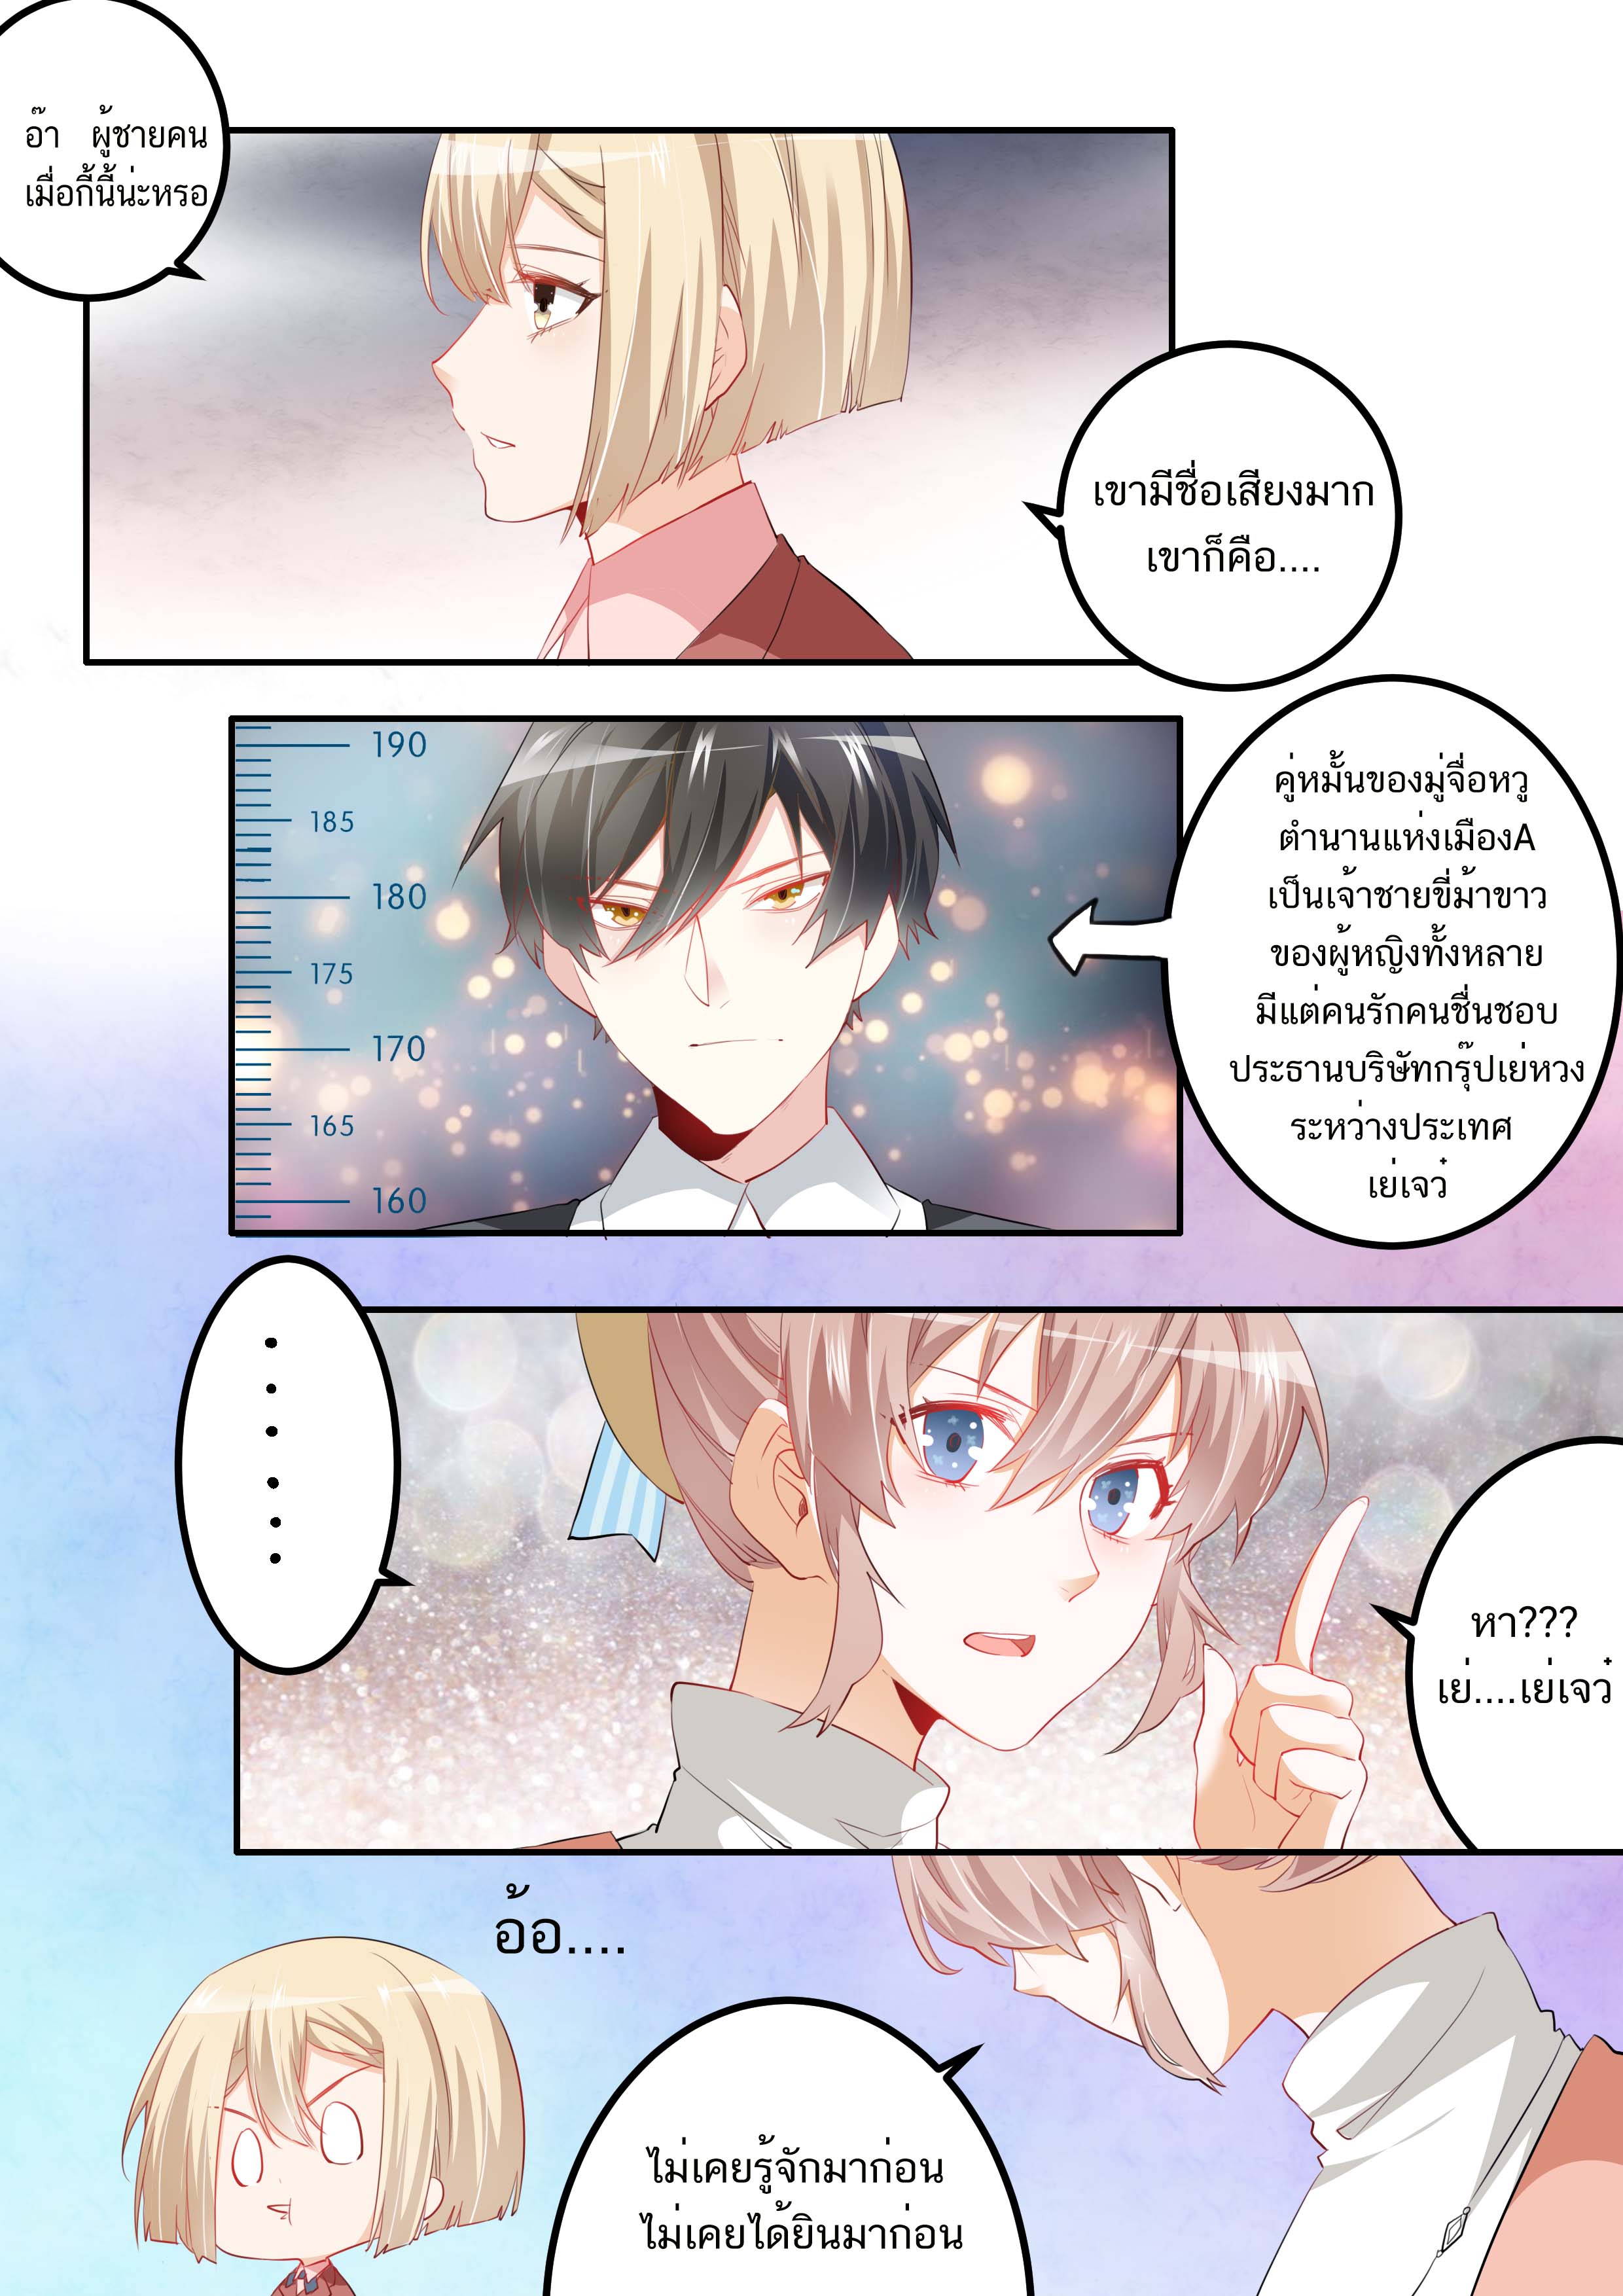 อ๊า ผู้ชายคน
เมื่อกี้นี้น่ะหรอ
เขามีชื่อเสียงมาก
เขาก็คือ....
190
185
180
175
170
165
160
คู่หมั้นของมู่จื่อหวู
ตำนานแห่งเมืองA
เป็นเจ้าชายขี่ม้าขาว
ของผู้หญิงทั้งหลาย
มีแต่คนรักคนชื่นชอบ
ประธานบริษัทกรุ๊ปเย่หวง
ระหว่างประเทศ
เย่เจว๋
......
หา???
เย่....เย่เจว๋
อ้อ....
ไม่เคยรู้จักมาก่อน
ไม่เคยได้ยินมาก่อน